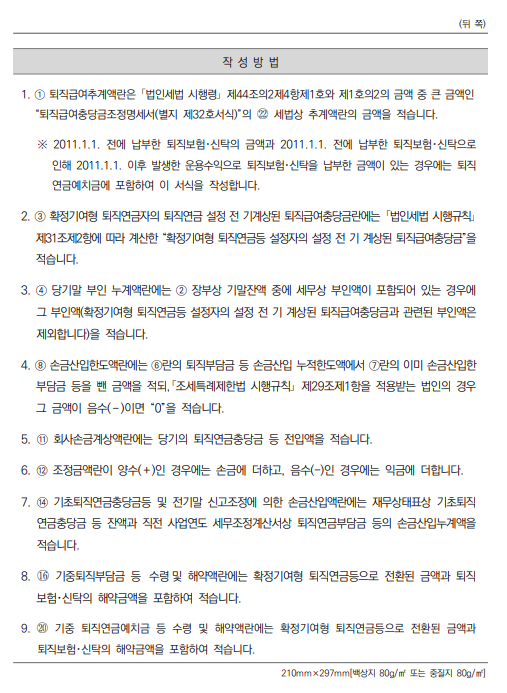 (뒤 쪽)
작 성 방 법
1. ① 퇴직급여추계액란은 「법인세법 시행령」 제44조의2제4항제1호와 제1호의2의 금액 중 큰 금액인
"퇴직급여충당금조정명세서(별지 제32호서식)"의 ㉒ 세법상 추계액란의 금액을 적습니다.
※ 2011.1.1. 전에 납부한 퇴직보험·신탁의 금액과 2011.1.1. 전에 납부한 퇴직보험·신탁으로
인해 2011.1.1. 이후 발생한 운용수익으로 퇴직보험·신탁을 납부한 금액이 있는 경우에는 퇴직
연금예치금에 포함하여 이 서식을 작성합니다.
2. ③ 확정기여형 퇴직연금자의 퇴직연금 설정 전 기계상된 퇴직급여충당금란에는 「법인세법 시행규칙」
제31조제2항에 따라 계산한 "확정기여형 퇴직연금등 설정자의 설정 전 기 계상된 퇴직급여충당금"을
적습니다.
3. ④ 당기말 부인 누계액란에는 ② 장부상 기말잔액 중에 세무상 부인액이 포함되어 있는 경우에
그 부인액(확정기여형 퇴직연금등 설정자의 설정 전 기 계상된 퇴직급여충당금과 관련된 부인액은
제외합니다)을 적습니다.
4. ⑧ 손금산입한도액란에는 ⑥란의 퇴직부담금 등 손금산입 누적한도액에서 ⑦란의 이미 손금산입한
부담금 등을 뺀 금액을 적되,「조세특례제한법 시행규칙」 제29조제1항을 적용받는 법인의 경우
그 금액이 음수(-)이면 "0"을 적습니다.
5. ⑪ 회사손금계상액란에는 당기의 퇴직연금충당금 등 전입액을 적습니다.
6. ⑫ 조정금액란이 양수(+)인 경우에는 손금에 더하고, 음수(-)인 경우에는 익금에 더합니다.
7. ⑭ 기초퇴직연금충당금등 및 전기말 신고조정에 의한 손금산입액란에는 재무상태표상 기초퇴직
연금충당금 등 잔액과 직전 사업연도 세무조정계산서상 퇴직연금부담금 등의 손금산입누계액을
적습니다.
8. ⑯ 기중퇴직부담금 등 수령 및 해약액란에는 확정기여형 퇴직연금등으로 전환된 금액과 퇴직
보험·신탁의 해약금액을 포함하여 적습니다.
9. ⑳ 기중 퇴직연금예치금 등 수령 및 해약액란에는 확정기여형 퇴직연금등으로 전환된 금액과
퇴직보험·신탁의 해약금액을 포함하여 적습니다.
210mm×297mm[백상지 80g/㎡ 또는 중질지 80g/㎡]